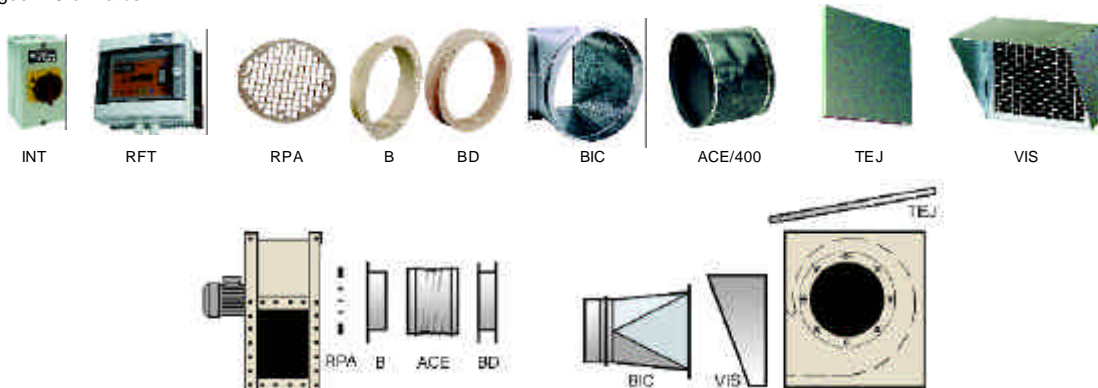 INT RFT RPA B BD BIC ACE/400 TEJ VIS
TEJ
RPA B ACE BD BIC VIS